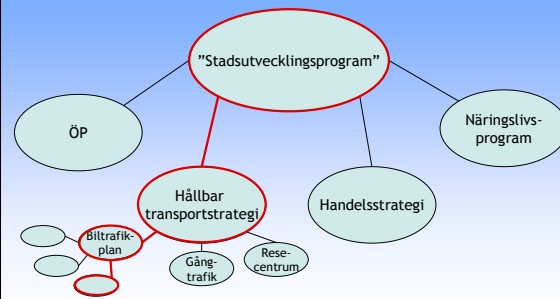 ”Stadsutvecklingsprogram”
ÖP
Näringslivs-
program
Hållbar
transportstrategi
Handelsstrategi
Biltrafik-
plan
Gång-
trafik
Rese-
centrum